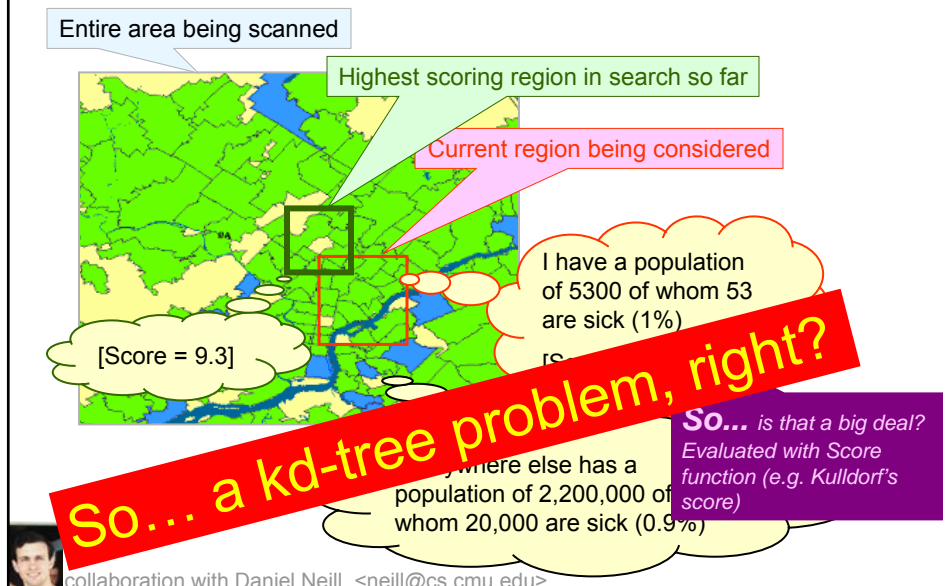 Entire area being scanned
Highest scoring region in search so far
Current region being considered
I have a population
of 5300 of whom 53
are sick (1%)
[Score = 9.3]
So… a kd-tree problem, right?
So... is that a big deal?
Evaluated with Score
function (e.g. Kulldorf's
score)
where else has a
population of 2,200,000 of
whom 20,000 are sick (0.9%)
collaboration with Daniel Neill <neill@cs.cmu.edu>